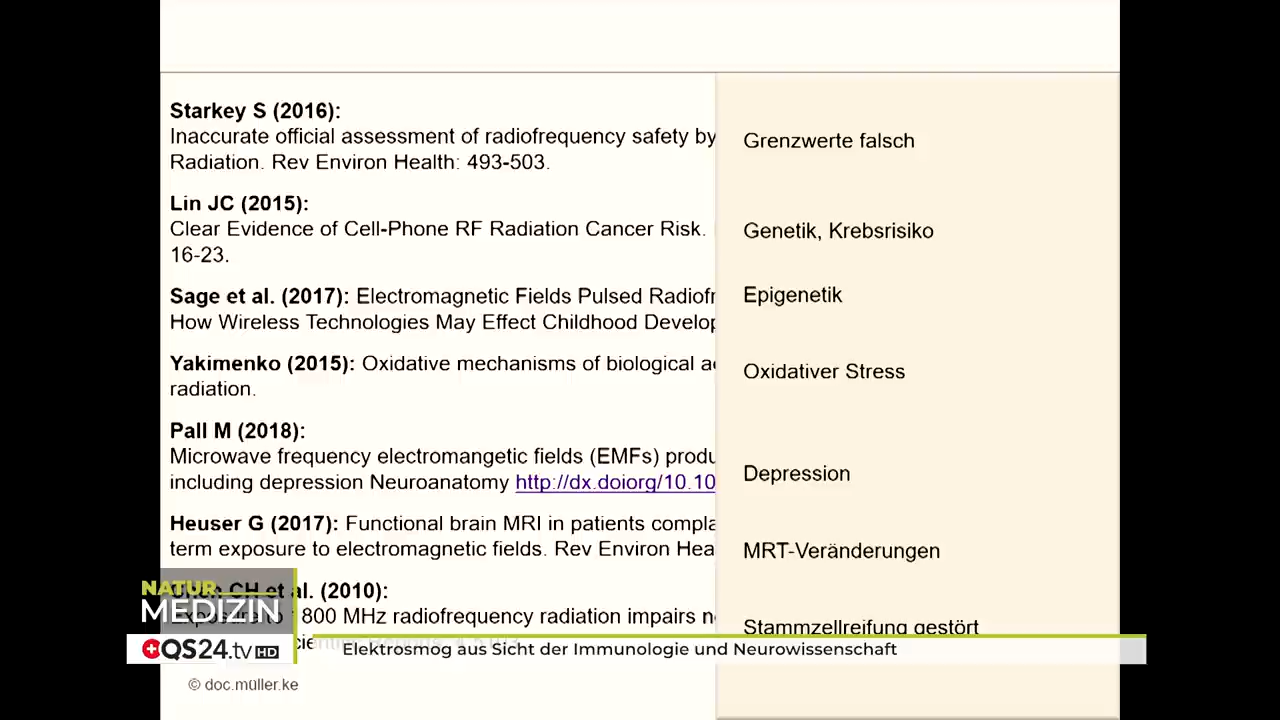 Starkey S (2016):
Inaccurate official assessment of radiofrequency safety by
Radiation. Rev Environ Health: 493-503.
Grenzwerte falsch
Lin JC (2015):
Clear Evidence of Cell-Phone RF Radiation Cancer Risk.
16-23.
Genetik, Krebsrisiko
Sage et al. (2017): Electromagnetic Fields Pulsed Radiofr
How Wireless Technologies May Effect Childhood Develop
Epigenetik
Yakimenko (2015): Oxidative mechanisms of biological a
radiation.
Oxidativer Stress
Pall M (2018):
Microwave frequency electromangetic fields (EMFs) produ
including depression Neuroanatomy http://dx.doiorg/10.10
Depression
Heuser G (2017): Functional brain MRI in patients compla
term exposure to electromagnetic fields. Rev Environ Hea
MRT-Veränderungen
CH et al. (2010):
800 MHz radiofrequency radiation impairs n
Stammzellreifung gestört
NATUR
MEDIZIN
QS24.tv HD
Elektrosmog aus Sicht der Immunologie und Neurowissenschaft
© doc.müller.ke